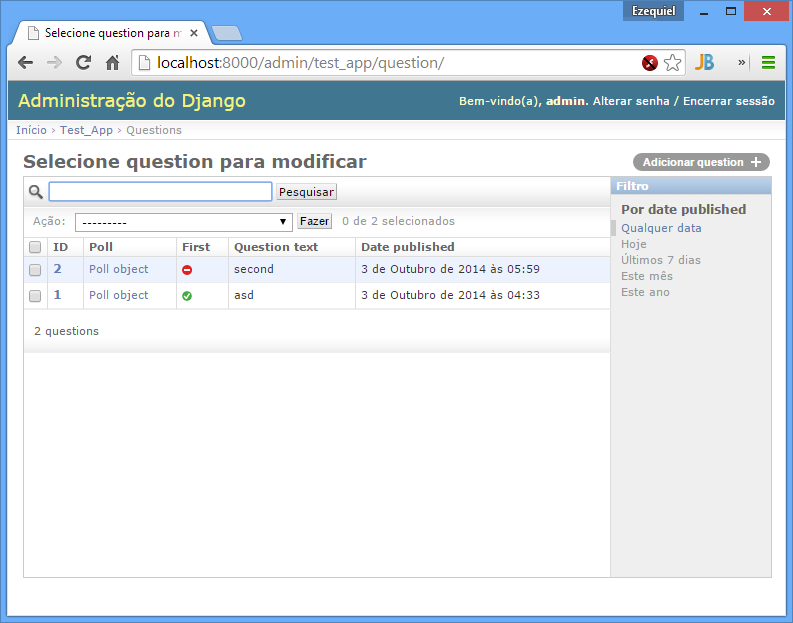 Ezequiel
Selecione question para m
localhost:8000/admin/test_app/question/
JB
»
Administração do Django
Bem-vindo(a), admin. Alterar senha / Encerrar sessão
Início › Test_App › Questions
Selecione question para modificar
Adicionar question +
Pesquisar
Filtro
Ação: --------- Fazer 0 de 2 selecionados
Por date published
Qualquer data
Hoje
Últimos 7 dias
Este mês
Este ano
ID Poll First Question text Date published
2 Poll object second 3 de Outubro de 2014 às 05:59
1 Poll object asd 3 de Outubro de 2014 às 04:33
2 questions